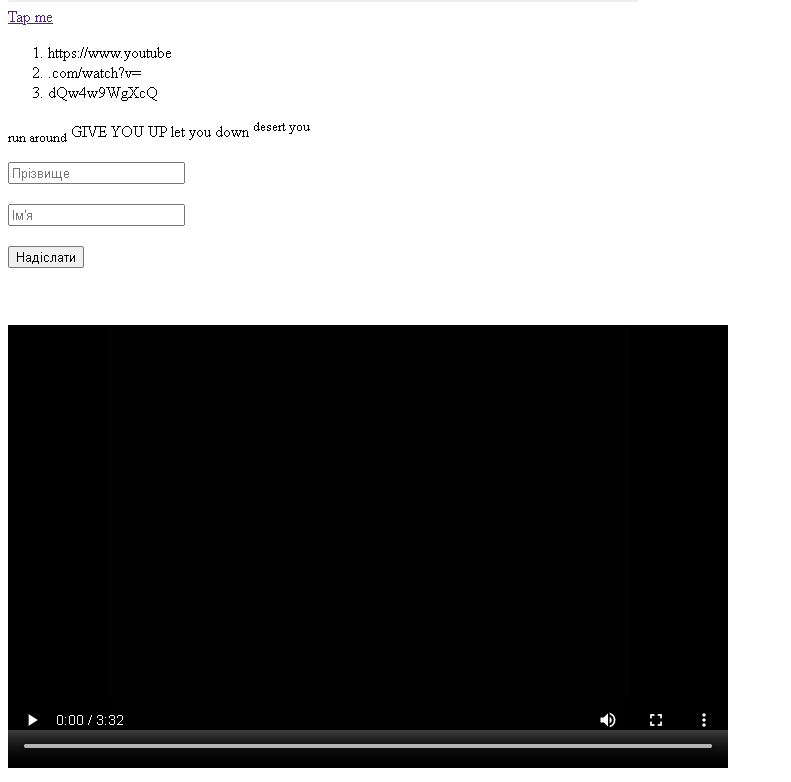 Tap me
1. https://www.youtube
2. .com/watch?v=
3. dQw4w9WgXcQ
run around GIVE YOU UP let you down desert you
Прізвище
Ім'я
Надіслати
0:00 / 3:32